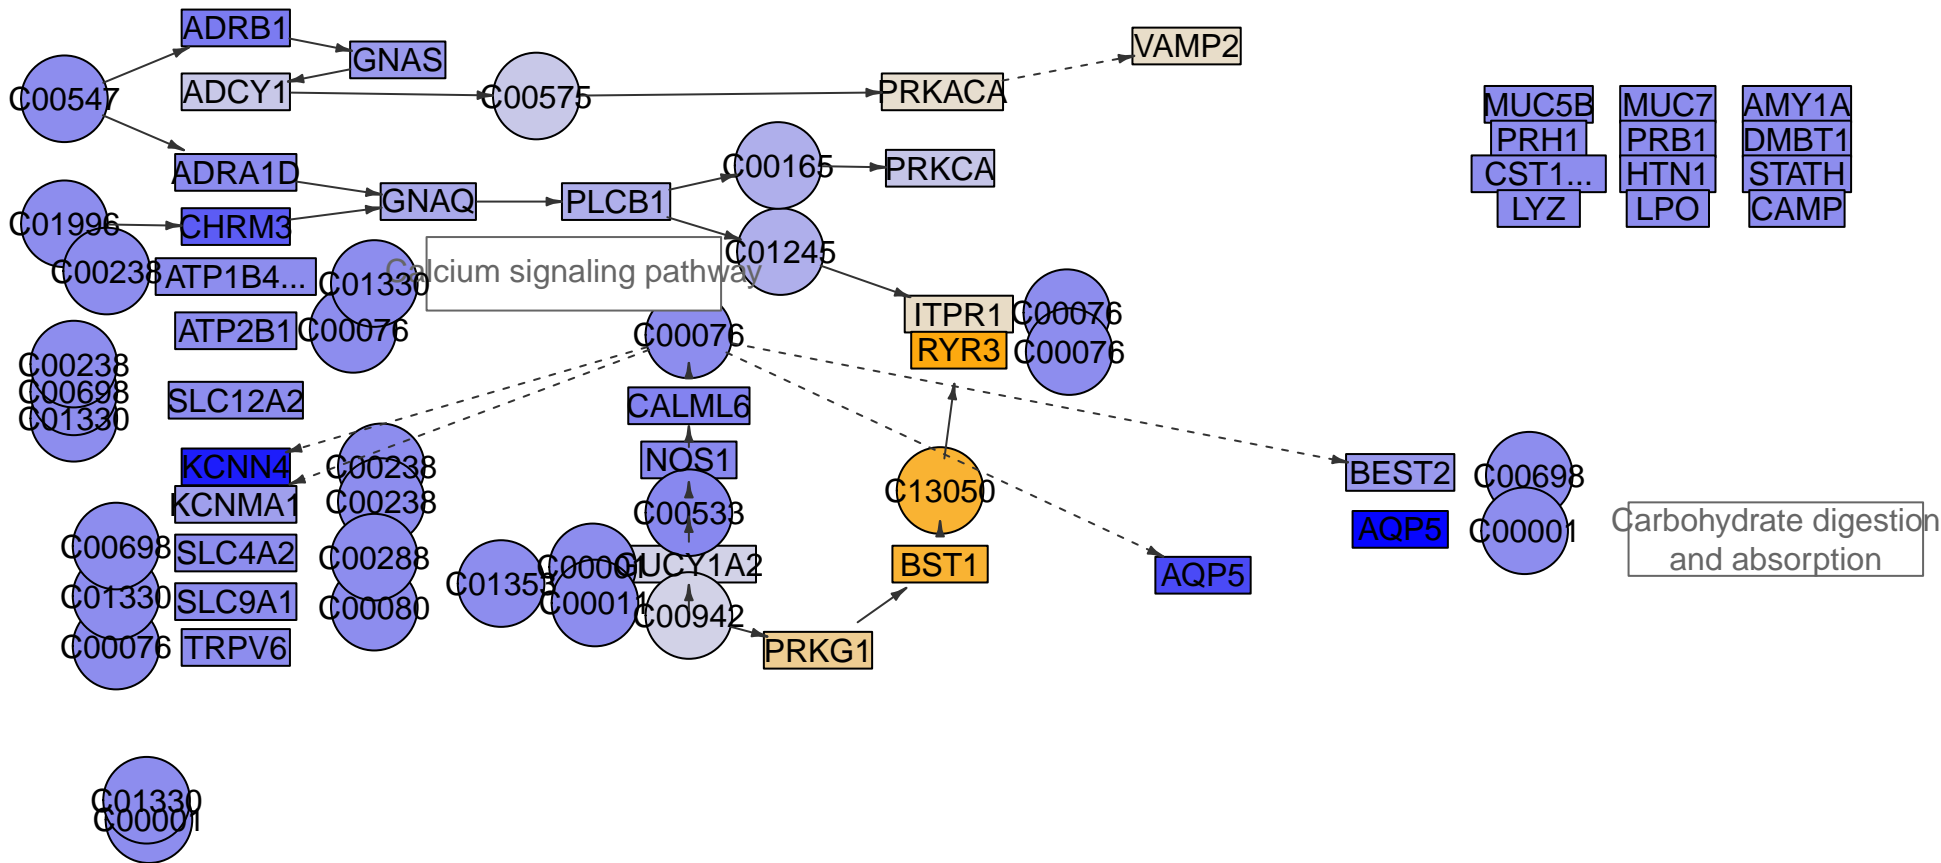 ADRB1
GNAS
VAMP2
C00547
ADCY1
C00575
PRKACA
MUC5B
MUC7
AMY1A
PRH1
PRB1
DMBT1
ADRA1D
C00165
PRKCA
CST1...
HTN1
STATH
GNAQ
PLCB1
LYZ
LPO
CAMP
C01996
CHRM3
C01245
C00238
ATP1B4...
C01330
Calcium signaling pathway
ITPR1
C00076
ATP2B1
C00076
C00076
RYR3
C00076
C00238
C00698
C01330
SLC12A2
CALML6
KCNN4
C00238
NOS1
BEST2
C00698
KCNMA1
C00238
C00533
C13050
AQP5
C00001
Carbohydrate digestion
and absorption
C00698
SLC4A2
C00288
C01353
C00001
GUCY1A2
BST1
AQP5
C01330
SLC9A1
C00080
C00011
C00942
C00076
TRPV6
PRKG1
C01330
C00001